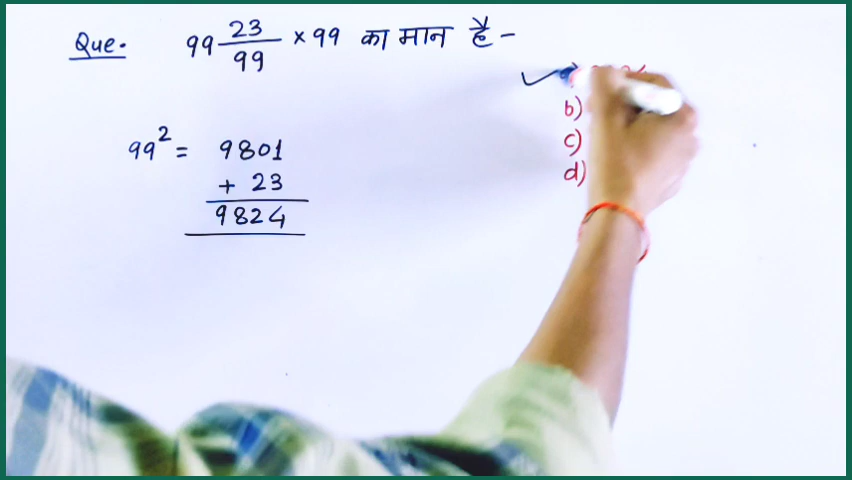 Que. 99 23/99 × 99 का मान है -
b)
c)
d)
99² = 9801
+ 23
9824